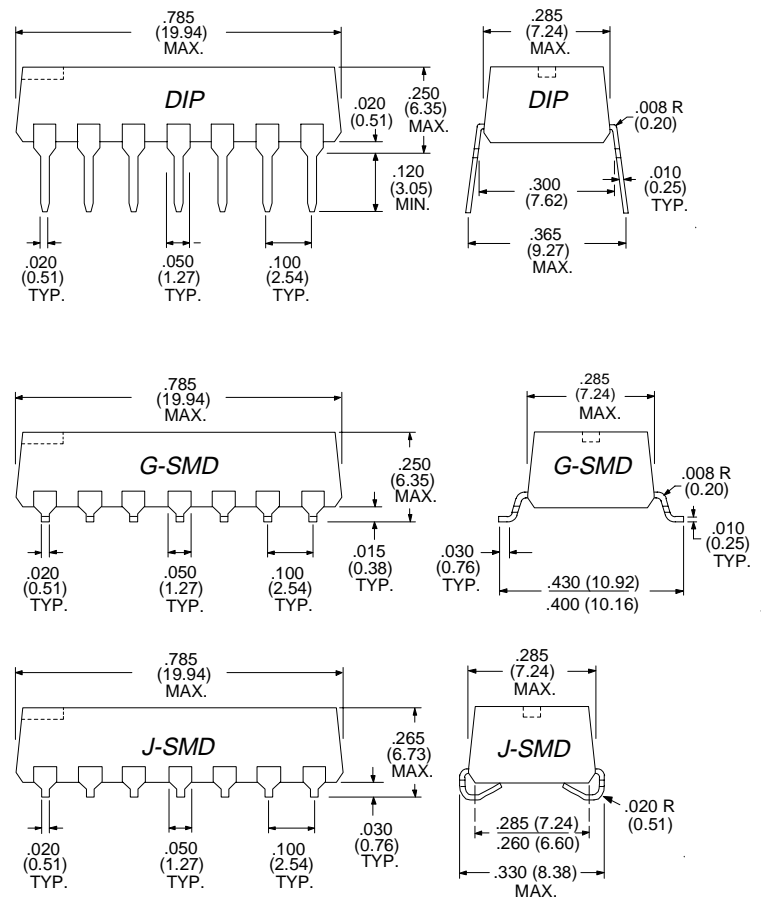 .785
(19.94)
MAX.
.285
(7.24)
MAX.
DIP
.020
(0.51)
.250
(6.35)
MAX.
DIP
.008 R
(0.20)
.120
(3.05)
MIN.
.300
(7.62)
.010
(0.25)
TYP.
.365
(9.27)
MAX.
.020
(0.51)
TYP.
.050
(1.27)
TYP.
.100
(2.54)
TYP.
.785
(19.94)
MAX.
.285
(7.24)
MAX.
G-SMD
.250
(6.35)
MAX.
G-SMD
.008 R
(0.20)
.020
(0.51)
TYP.
.050
(1.27)
TYP.
.100
(2.54)
TYP.
.015
(0.38)
TYP.
.030
(0.76)
TYP.
.010
(0.25)
TYP.
.430 (10.92)
.400 (10.16)
.785
(19.94)
MAX.
.285
(7.24)
MAX.
J-SMD
.265
(6.73)
MAX.
J-SMD
.020 R
(0.51)
.020
(0.51)
TYP.
.050
(1.27)
TYP.
.100
(2.54)
TYP.
.030
(0.76)
TYP.
.285 (7.24)
.260 (6.60)
.330 (8.38)
MAX.